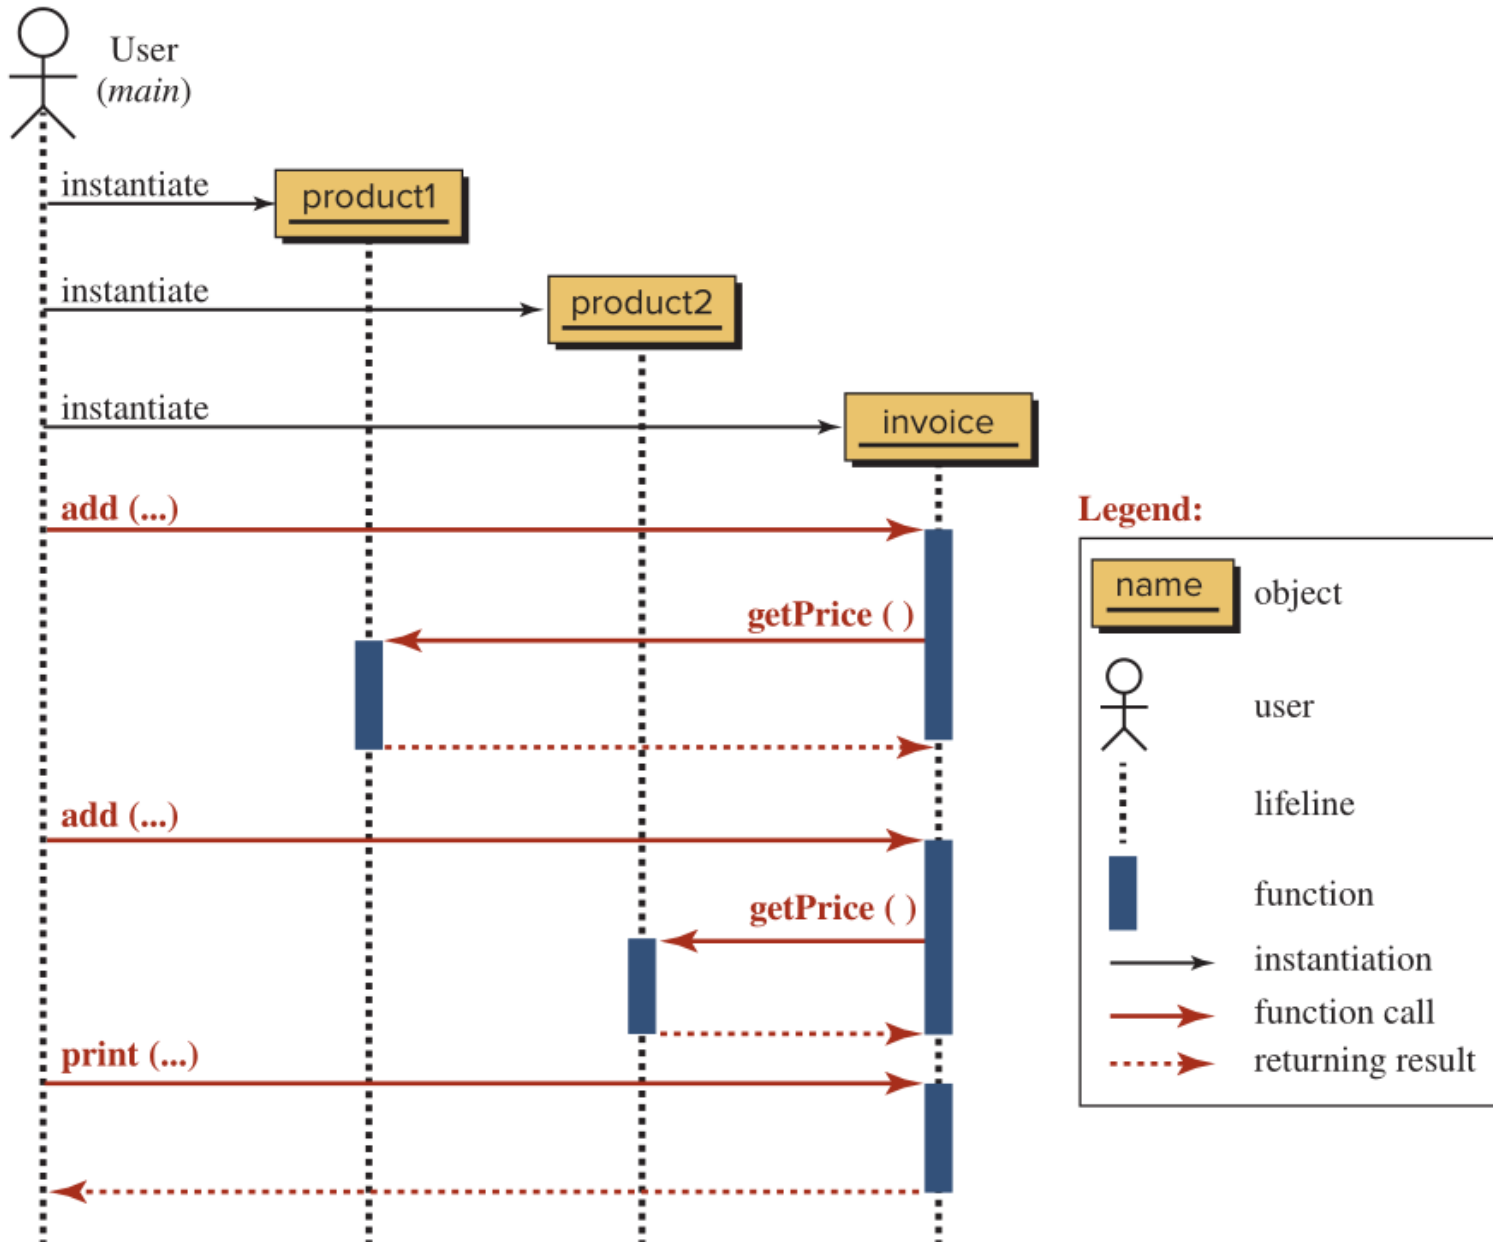 User
(main)
instantiate
product1
instantiate
product2
instantiate
invoice
add (...)
getPrice ( )
add (...)
getPrice ( )
print (...)
Legend:
name
object
user
lifeline
function
instantiation
function call
returning result